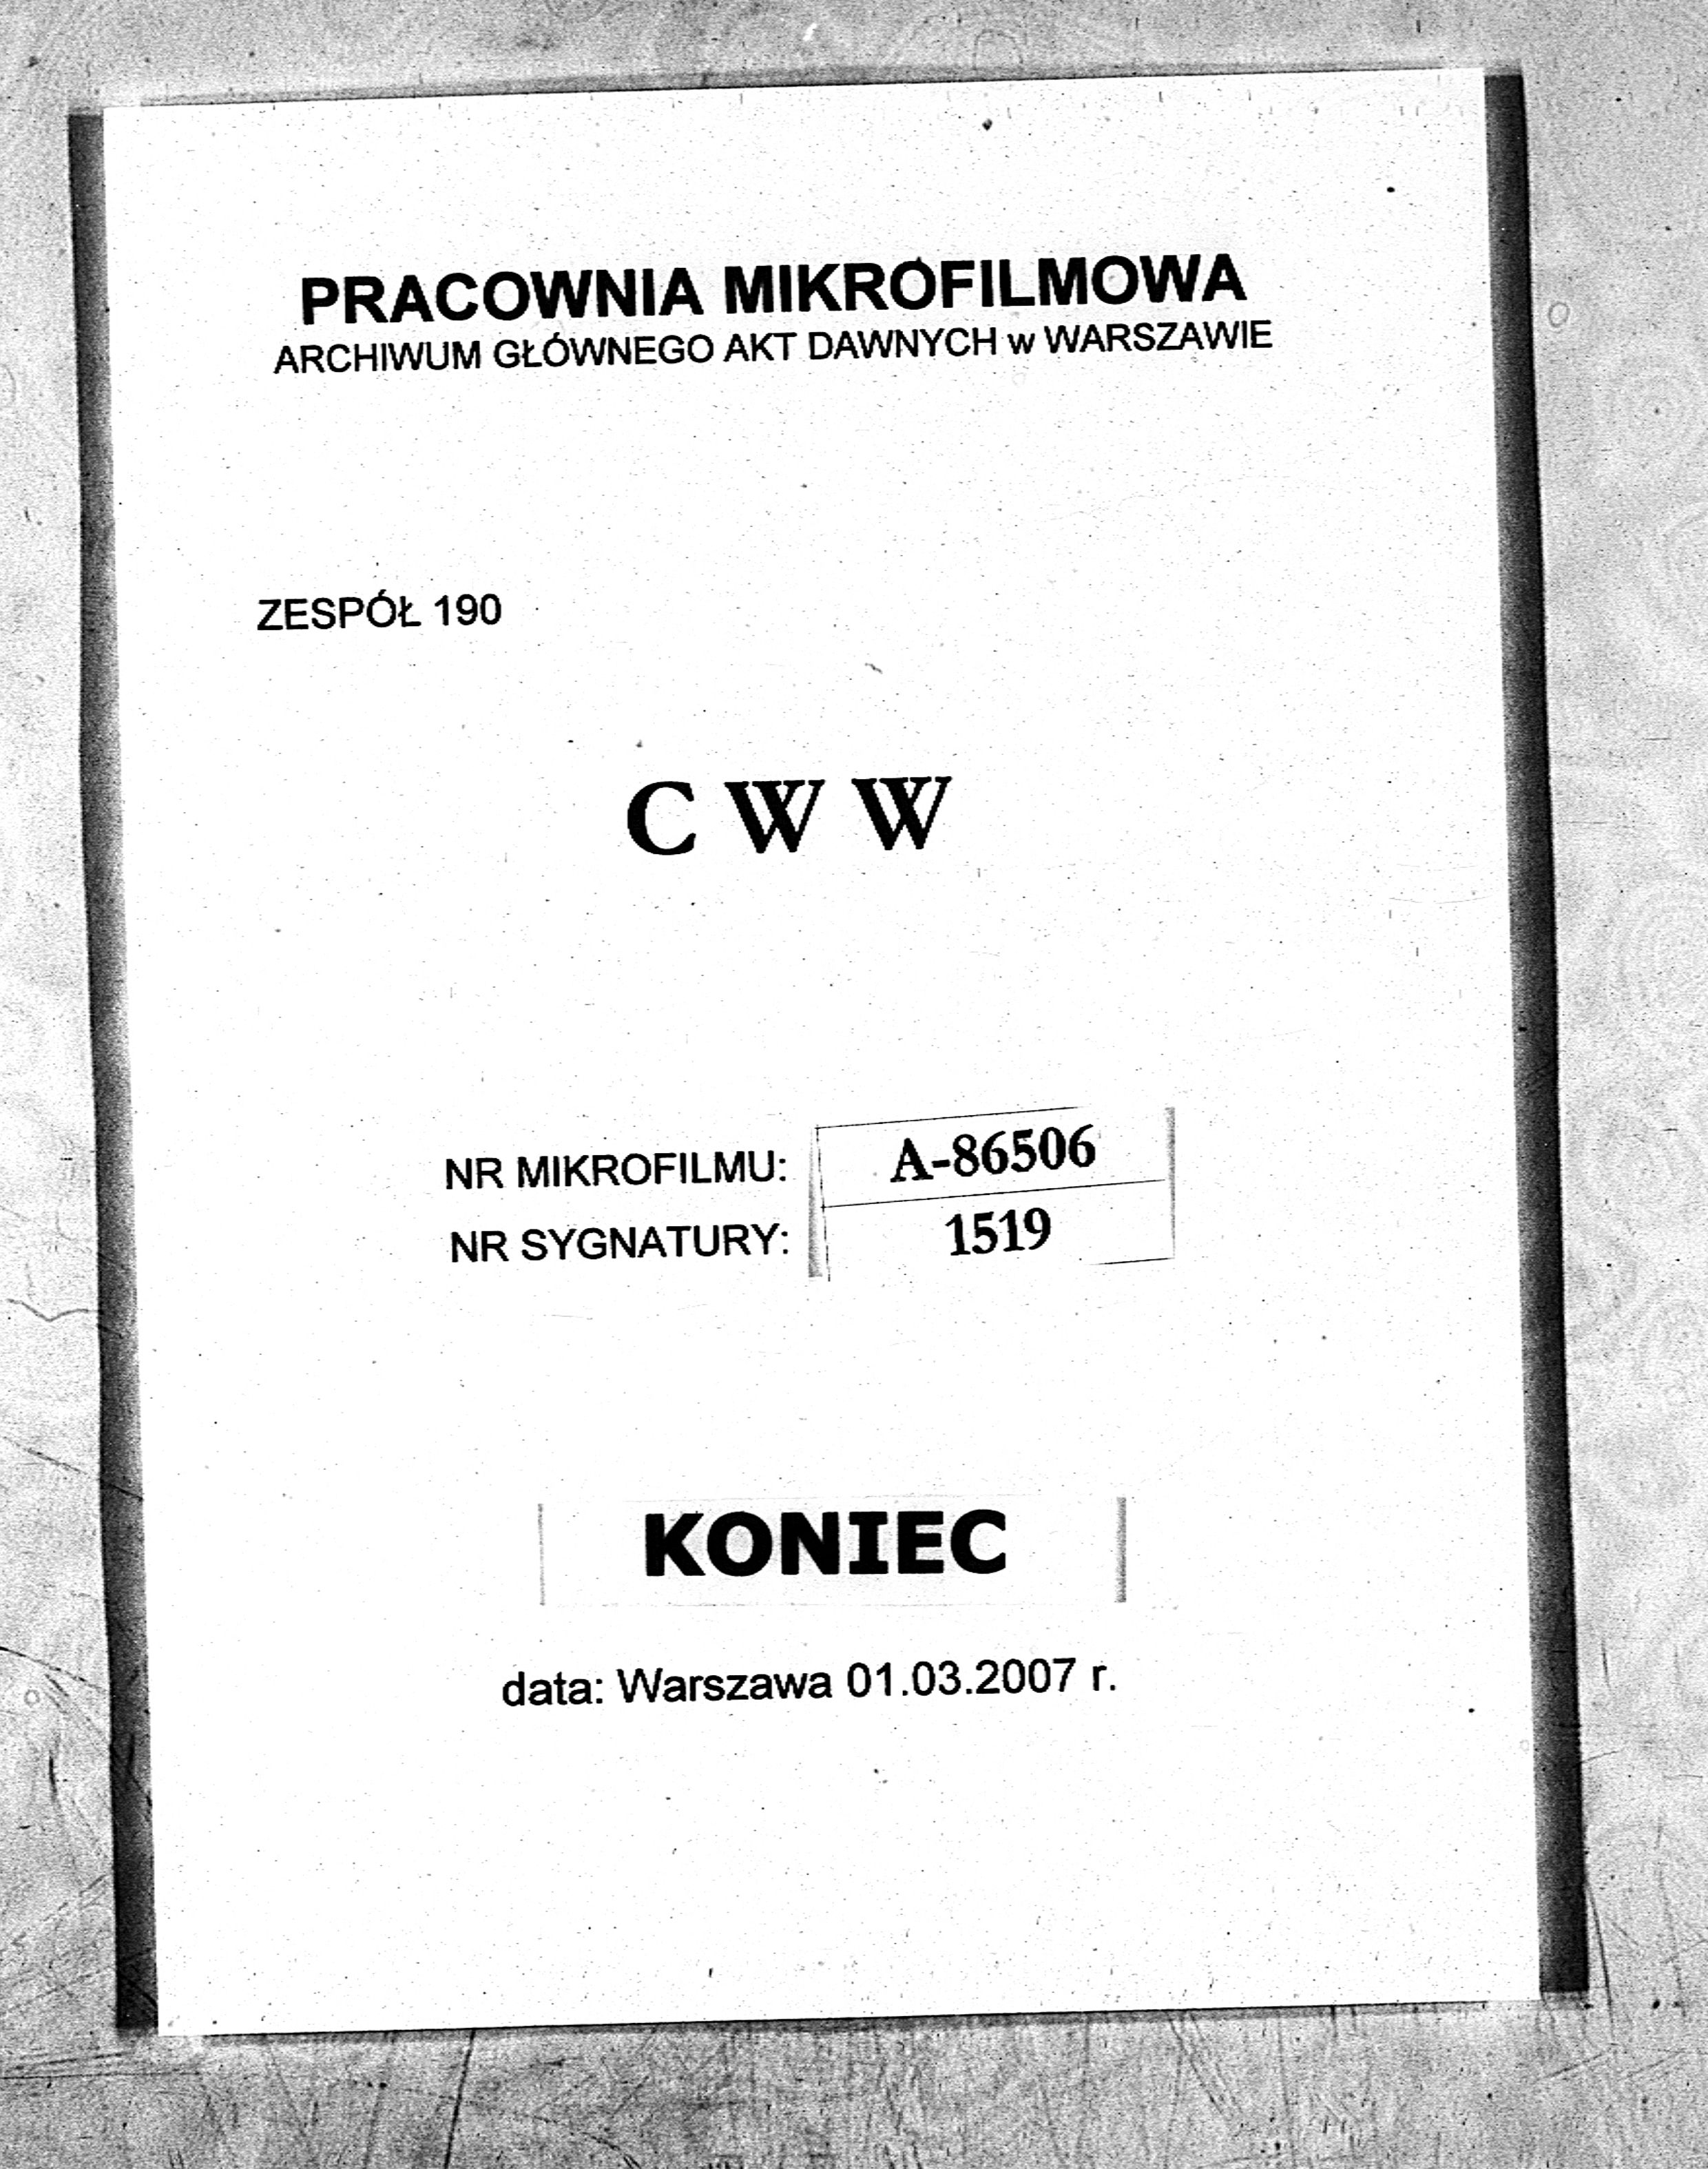 PRACOWNIA MIKROFILMOWA
ARCHIWUM GŁÓWNEGO AKT DAWNYCH w WARSZAWIE
ZESPÓŁ 190
C W W
NR MIKROFILMU: A-86506
NR SYGNATURY: 1519
KONIEC
data: Warszawa 01.03.2007 r.